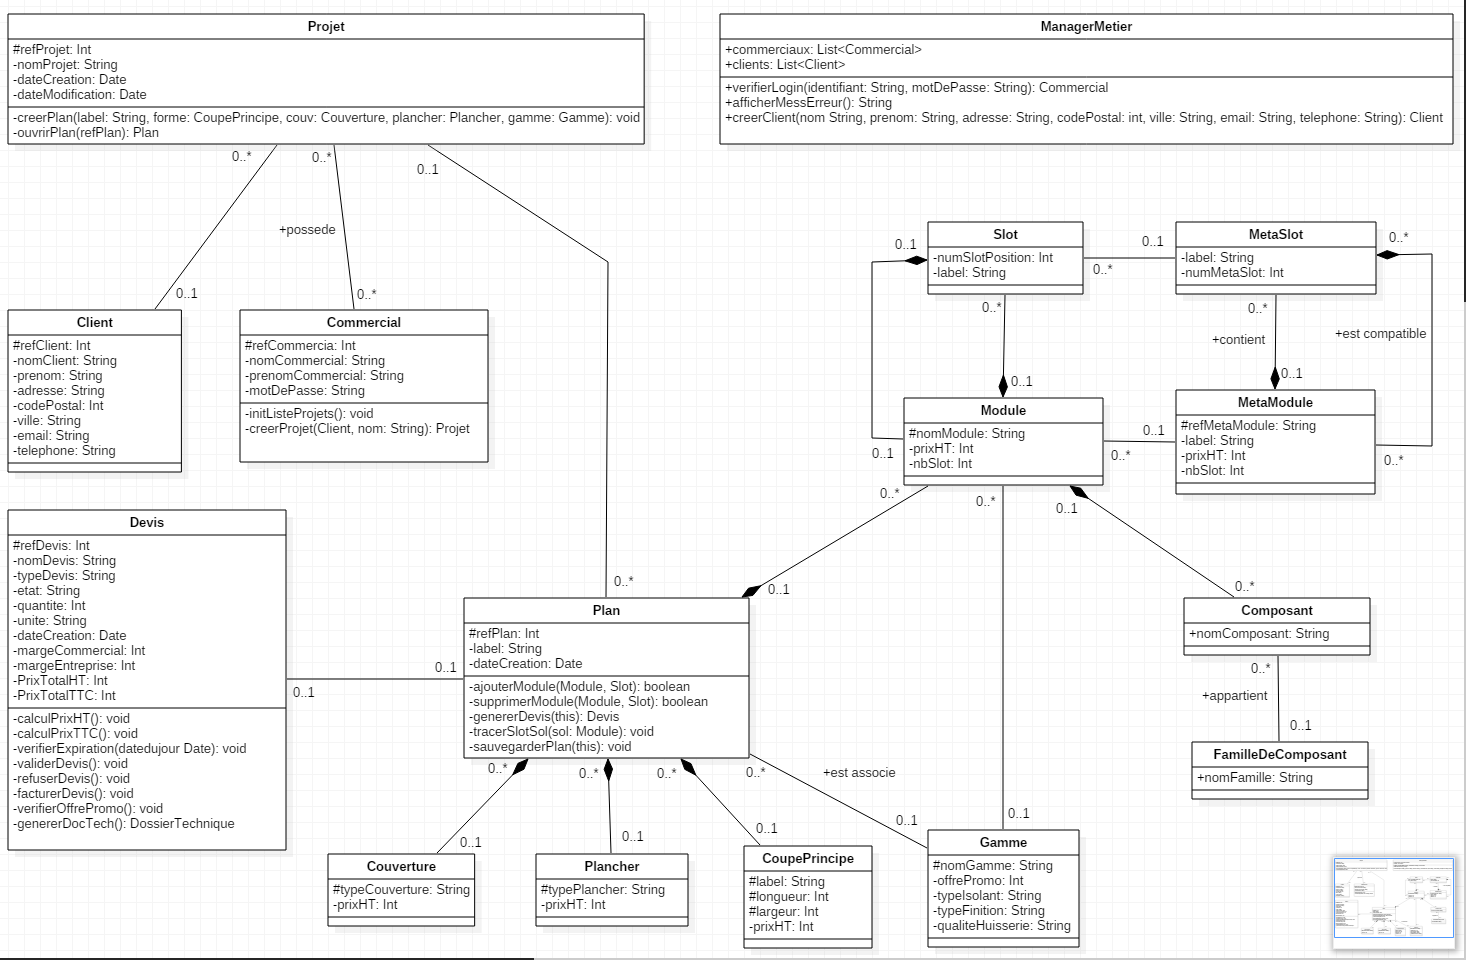 Projet
#refProjet: Int
-nomProjet: String
-dateCreation: Date
-dateModification: Date
-creerPlan(label: String, forme: CoupePrincipe, couv: Couverture, plancher: Plancher, gamme: Gamme): void
-ouvrirPlan(refPlan): Plan
ManagerMetier
+commerciaux: List<Commercial>
+clients: List<Client>
+verifierLogin(identifiant: String, motDePasse: String): Commercial
+afficherMessErreur(): String
+creerClient(nom String, prenom: String, adresse: String, codePostal: int, ville: String, email: String, telephone: String): Client
0..*
0..*
0..1
+possede
0..1
0..*
Client
#refClient: Int
-nomClient: String
-prenom: String
-adresse: String
-codePostal: Int
-ville: String
-email: String
-telephone: String
Commercial
#refCommercia: Int
-nomCommercial: String
-prenomCommercial: String
-motDePasse: String
-initListeProjets(): void
-creerProjet(Client, nom: String): Projet
0..1
Slot
-numSlotPosition: Int
-label: String
0..1
0..*
MetaSlot
-label: String
-numMetaSlot: Int
0..*
0..*
0..*
+contient
+est compatible
0..1
0..1
Module
#nomModule: String
-prixHT: Int
-nbSlot: Int
0..1
0..1
0..*
MetaModule
#refMetaModule: String
-label: String
-prixHT: Int
-nbSlot: Int
0..*
0..*
0..*
0..1
Devis
#refDevis: Int
-nomDevis: String
-typeDevis: String
-etat: String
-quantite: Int
-unite: String
-dateCreation: Date
-margeCommercial: Int
-margeEntreprise: Int
-PrixTotalHT: Int
-PrixTotalTTC: Int
-calculPrixHT(): void
-calculPrixTTC(): void
-verifierExpiration(datedujour Date): void
-validerDevis(): void
-refuserDevis(): void
-facturerDevis(): void
-verifierOffrePromo(): void
-genererDocTech(): DossierTechnique
0..*
0..1
0..*
0..1
0..1
Plan
#refPlan: Int
-label: String
-dateCreation: Date
-ajouterModule(Module, Slot): boolean
-supprimerModule(Module, Slot): boolean
-genererDevis(this): Devis
-tracerSlotSol(sol: Module): void
-sauvegarderPlan(this): void
Composant
+nomComposant: String
0..*
+appartient
0..1
FamilleDeComposant
+nomFamille: String
0..*
0..*
0..*
0..*
+est associe
0..1
0..1
0..1
0..1
0..1
Couverture
#typeCouverture: String
-prixHT: Int
Plancher
#typePlancher: String
-prixHT: Int
CoupePrincipe
#label: String
#longueur: Int
#largeur: Int
-prixHT: Int
Gamme
#nomGamme: String
-offrePromo: Int
-typeIsolant: String
-typeFinition: String
-qualiteHuisserie: String